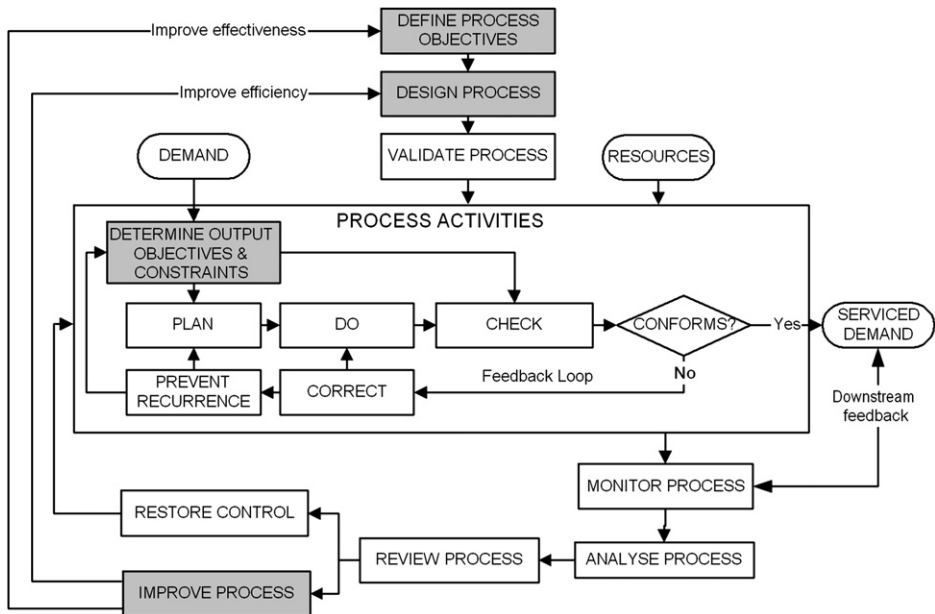 Improve effectiveness
DEFINE PROCESS
OBJECTIVES
Improve efficiency
DESIGN PROCESS
DEMAND
VALIDATE PROCESS
RESOURCES
PROCESS ACTIVITIES
DETERMINE OUTPUT
OBJECTIVES &
CONSTRAINTS
PLAN
DO
CHECK
CONFORMS?
Yes
SERVICED
DEMAND
PREVENT
RECURRENCE
CORRECT
Feedback Loop
No
Downstream
feedback
MONITOR PROCESS
RESTORE CONTROL
REVIEW PROCESS
ANALYSE PROCESS
IMPROVE PROCESS